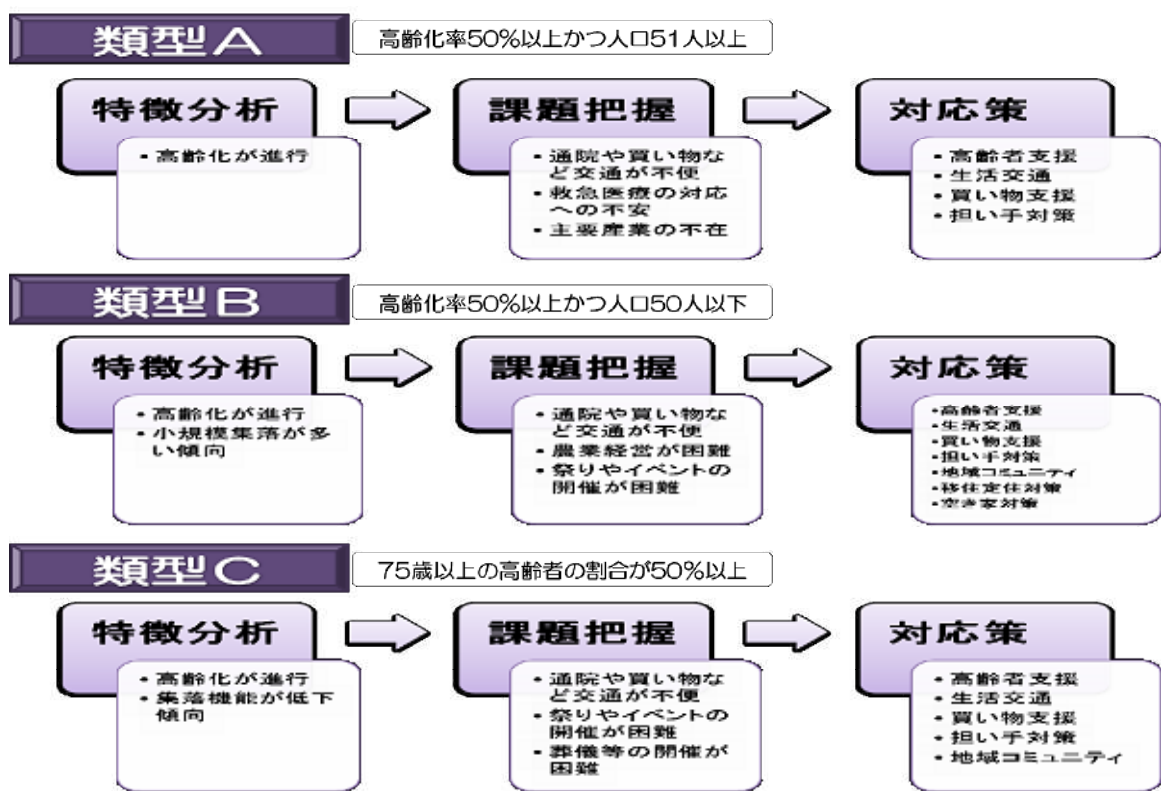 類型A
高齢化率50%以上かつ人口51人以上
特徴分析
・高齢化が進行
課題把握
・通院や買い物な
ど交通が不便
・救急医療の対応
への不安
・主要産業の不在
対応策
・高齢者支援
・生活交通
・買い物支援
・担い手対策
類型B
高齢化率50%以上かつ人口50人以下
特徴分析
・高齢化が進行
・小規模集落が多
い傾向
課題把握
・通院や買い物な
ど交通が不便
・農業経営が困難
・祭りやイベントの
開催が困難
対応策
・高齢者支援
・生活交通
・買い物支援
・担い手対策
・地域コミュニティ
・移住定住対策
・空き家対策
類型C
75歳以上の高齢者の割合が50%以上
特徴分析
・高齢化が進行
・集落機能が低下
傾向
課題把握
・通院や買い物な
ど交通が不便
・祭りやイベントの
開催が困難
・葬儀等の開催が
困難
対応策
・高齢者支援
・生活交通
・買い物支援
・担い手対策
・地域コミュニティ